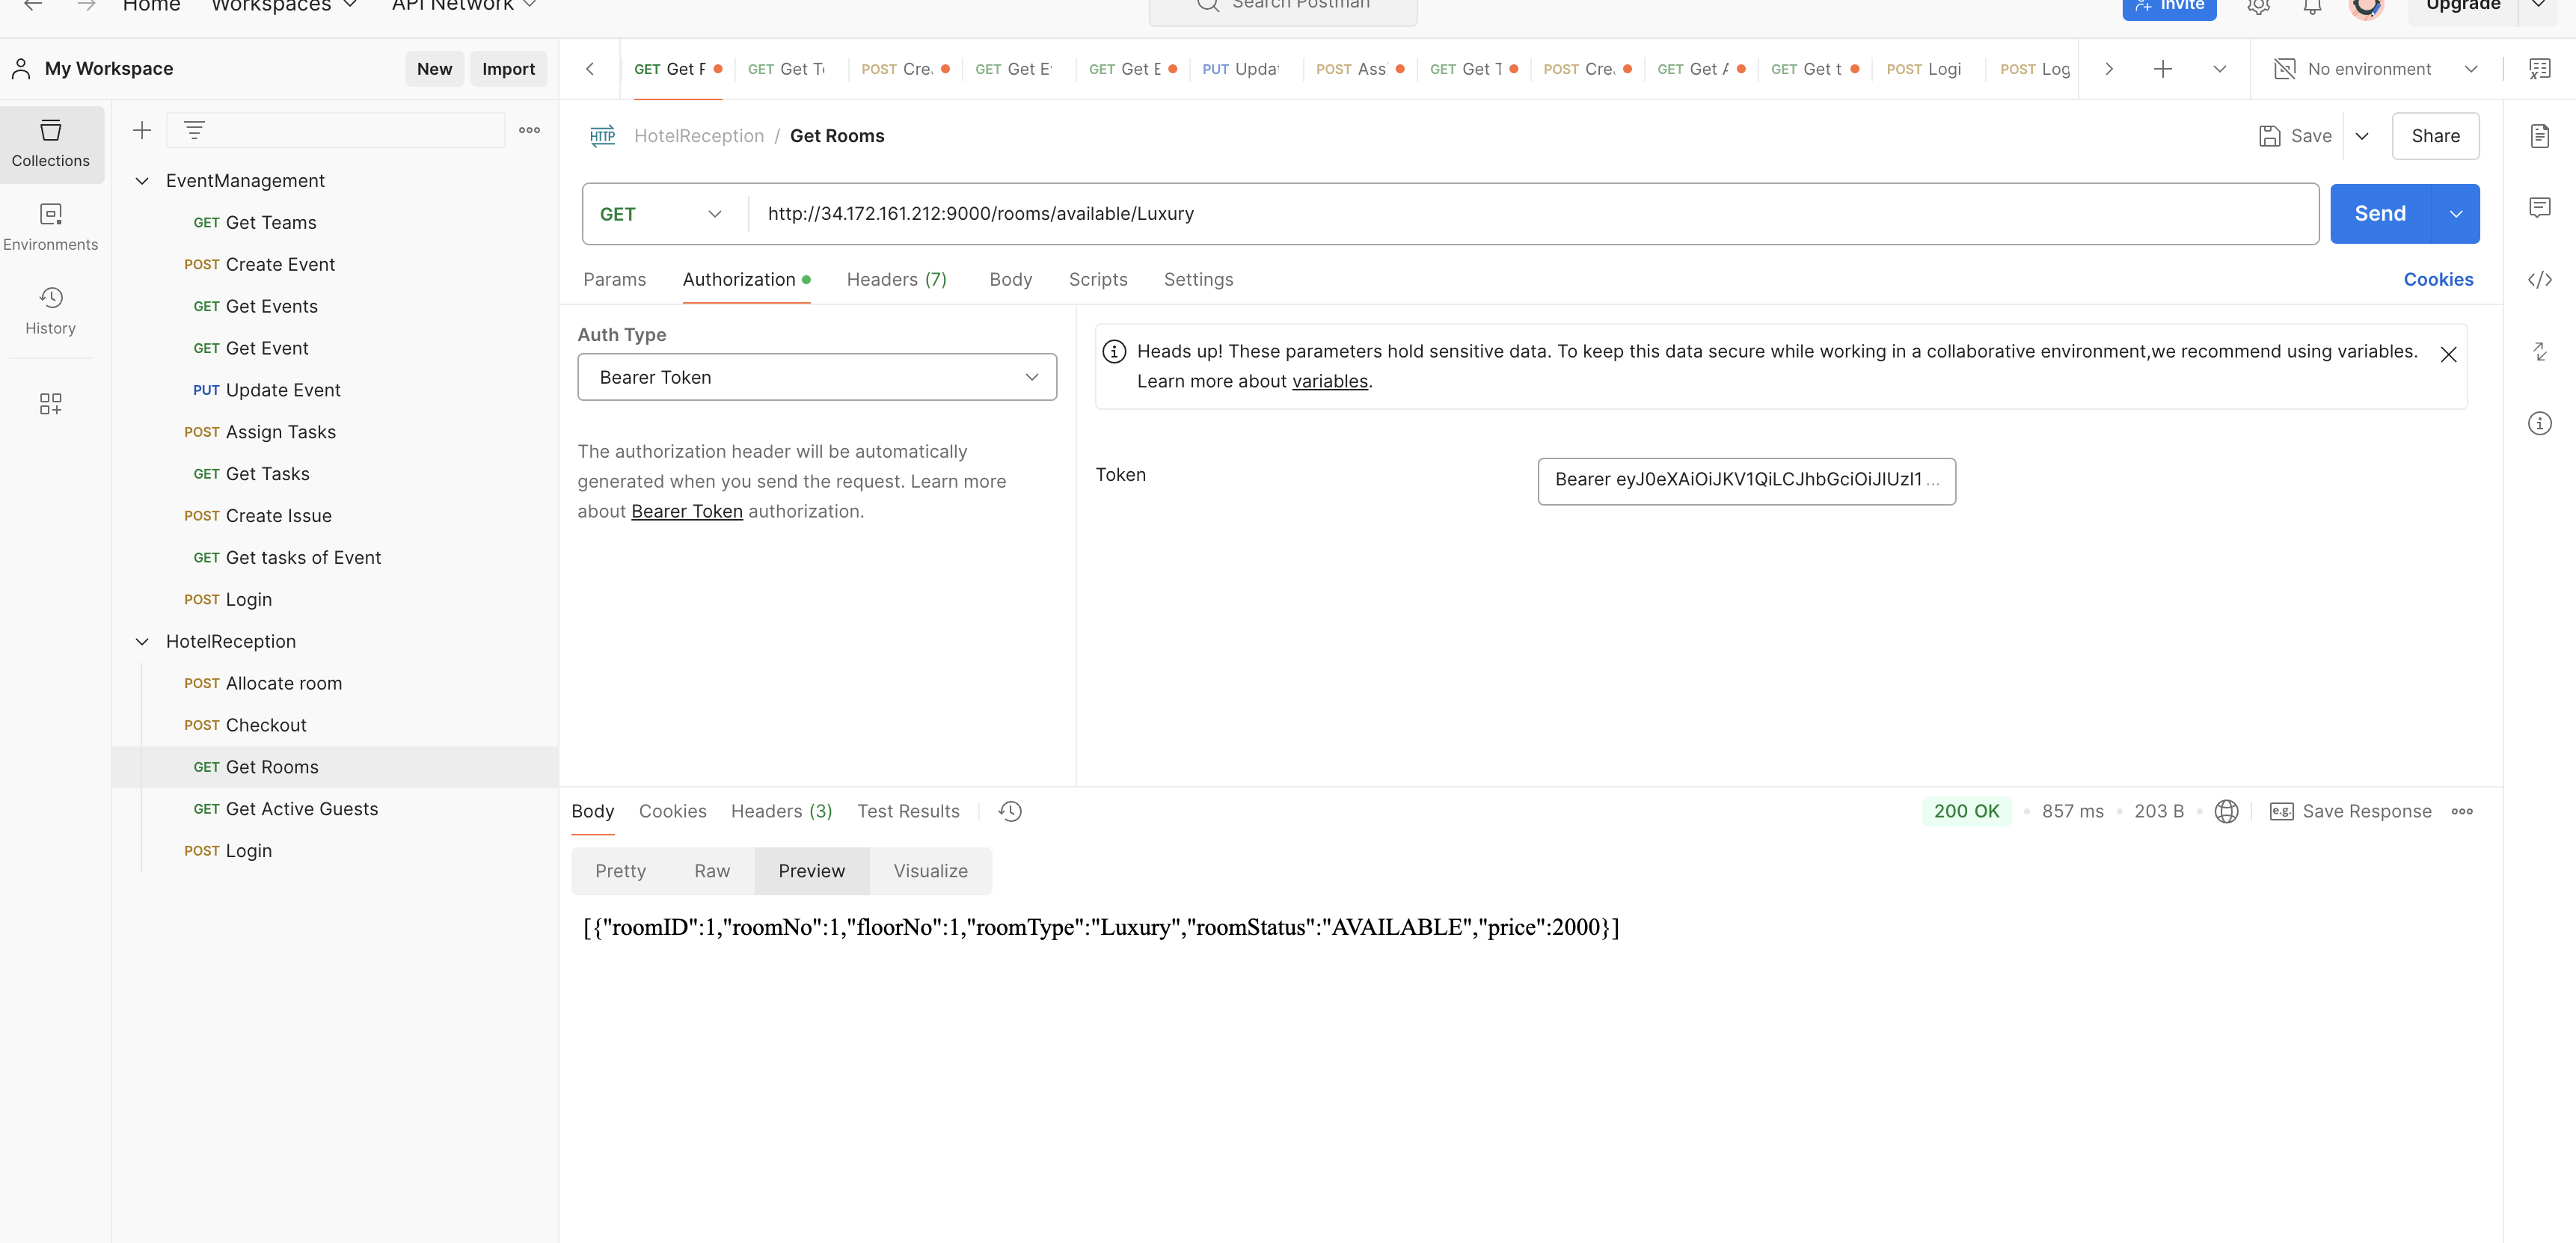 Home Workspaces API Network Search Postman Invite Upgrade
My Workspace New Import
GET Get F GET Get T POST Cre. GET Get E GET Get E PUT Upda POST Ass GET Get T POST Cre. GET Get A GET Get t POST Logi POST Log No environment
Collections
Environments
History
EventManagement
GET Get Teams
POST Create Event
GET Get Events
GET Get Event
PUT Update Event
POST Assign Tasks
GET Get Tasks
POST Create Issue
GET Get tasks of Event
POST Login
HotelReception
POST Allocate room
POST Checkout
GET Get Rooms
GET Get Active Guests
POST Login
HTTP HotelReception / Get Rooms Save Share
GET http://34.172.161.212:9000/rooms/available/Luxury Send
Params Authorization Headers (7) Body Scripts Settings Cookies
Auth Type
Bearer Token
The authorization header will be automatically
generated when you send the request. Learn more
about Bearer Token authorization.
Heads up! These parameters hold sensitive data. To keep this data secure while working in a collaborative environment,we recommend using variables.
Learn more about variables.
Token Bearer eyJ0eXAiOiJKV1QiLCJhbGciOiJIUzI1 ...
Body Cookies Headers (3) Test Results 200 OK 857 ms 203 B e.g. Save Response
Pretty Raw Preview Visualize
[{"roomID":1,"roomNo":1,"floorNo":1,"roomType":"Luxury","roomStatus":"AVAILABLE","price":2000}]